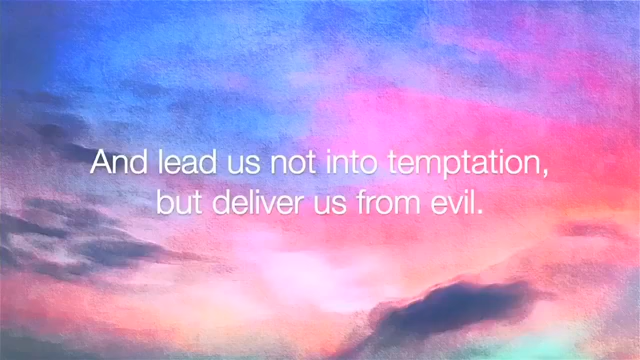 And lead us not into temptation,
but deliver us from evil.